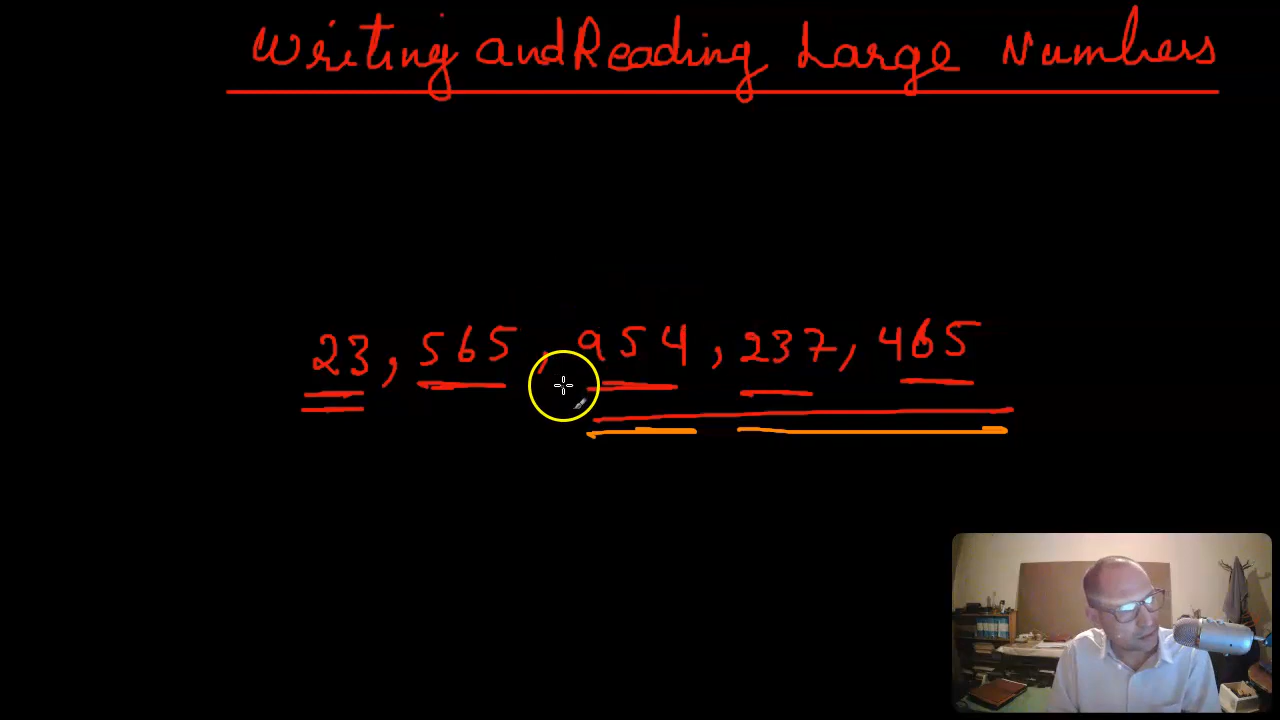 Writing and Reading Large Numbers
23, 565, 954, 237, 465